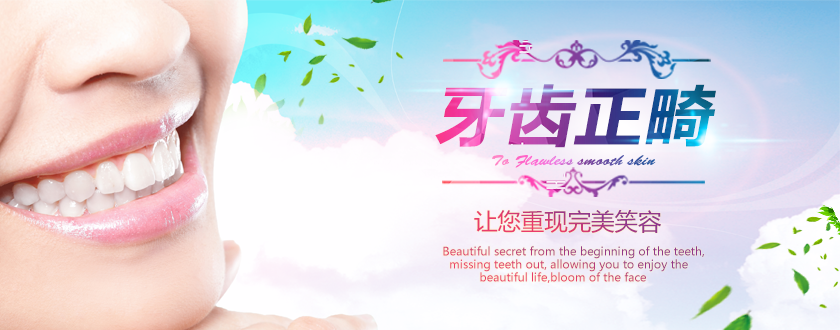 牙齿正畸
To Flawless smooth skin
让您重现完美笑容
Beautiful secret from the beginning of the teeth,
missing teeth out, allowing you to enjoy the
beautiful life,bloom of the face